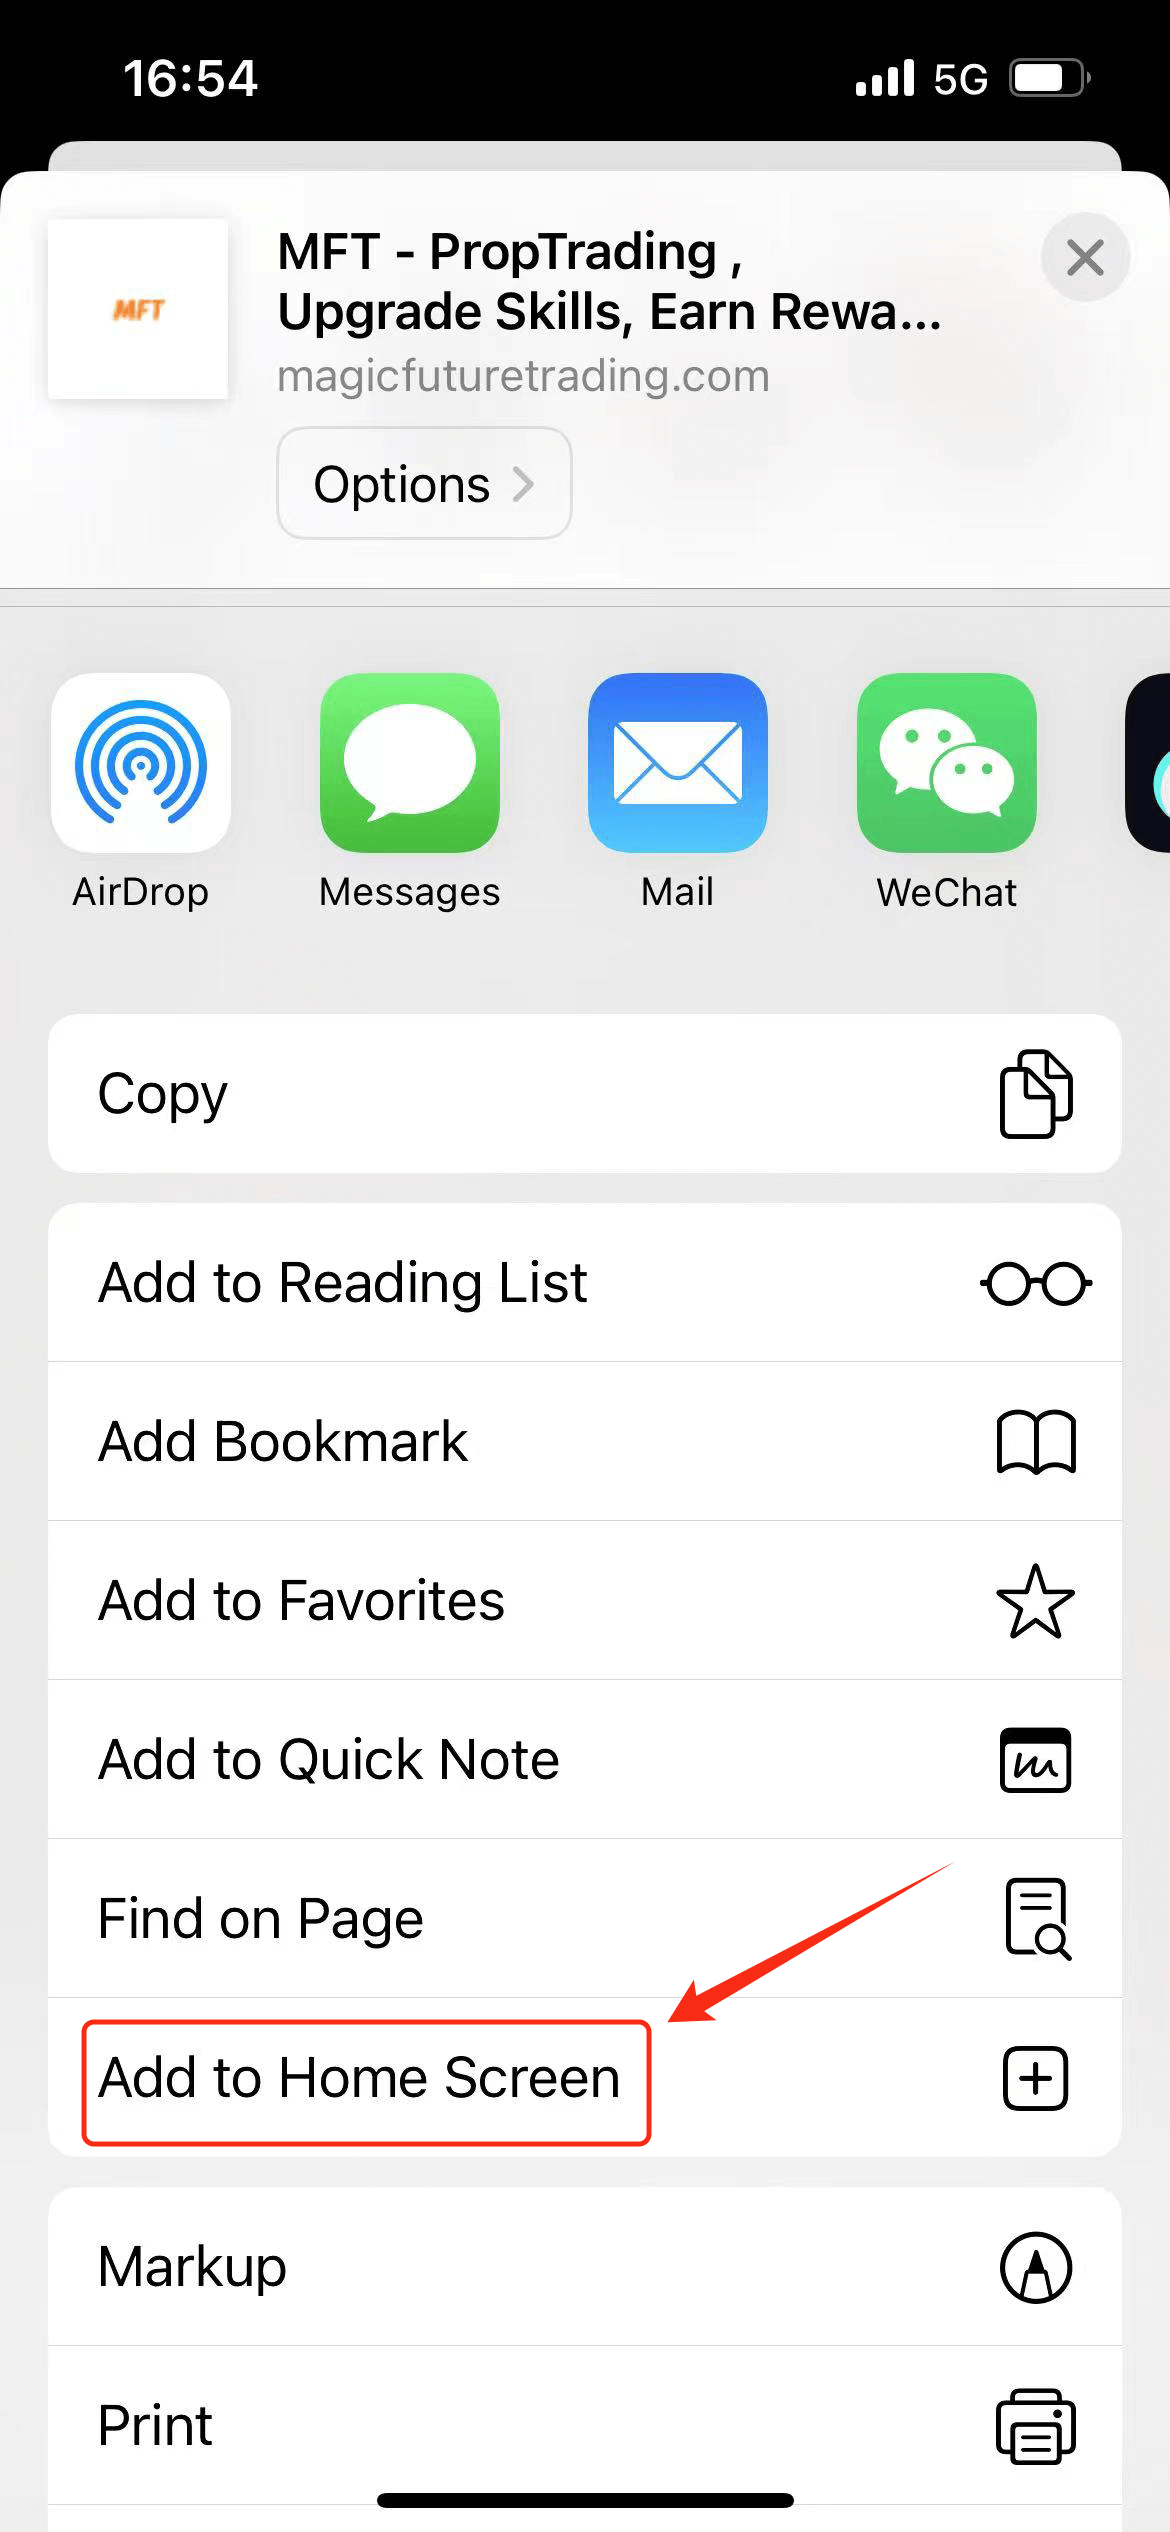 16:54
5G
MFT
MFT - PropTrading ,
Upgrade Skills, Earn Rewa...
magicfuturetrading.com
Options
AirDrop
Messages
Mail
WeChat
Copy
Add to Reading List
Add Bookmark
Add to Favorites
Add to Quick Note
Find on Page
Add to Home Screen
Markup
Print